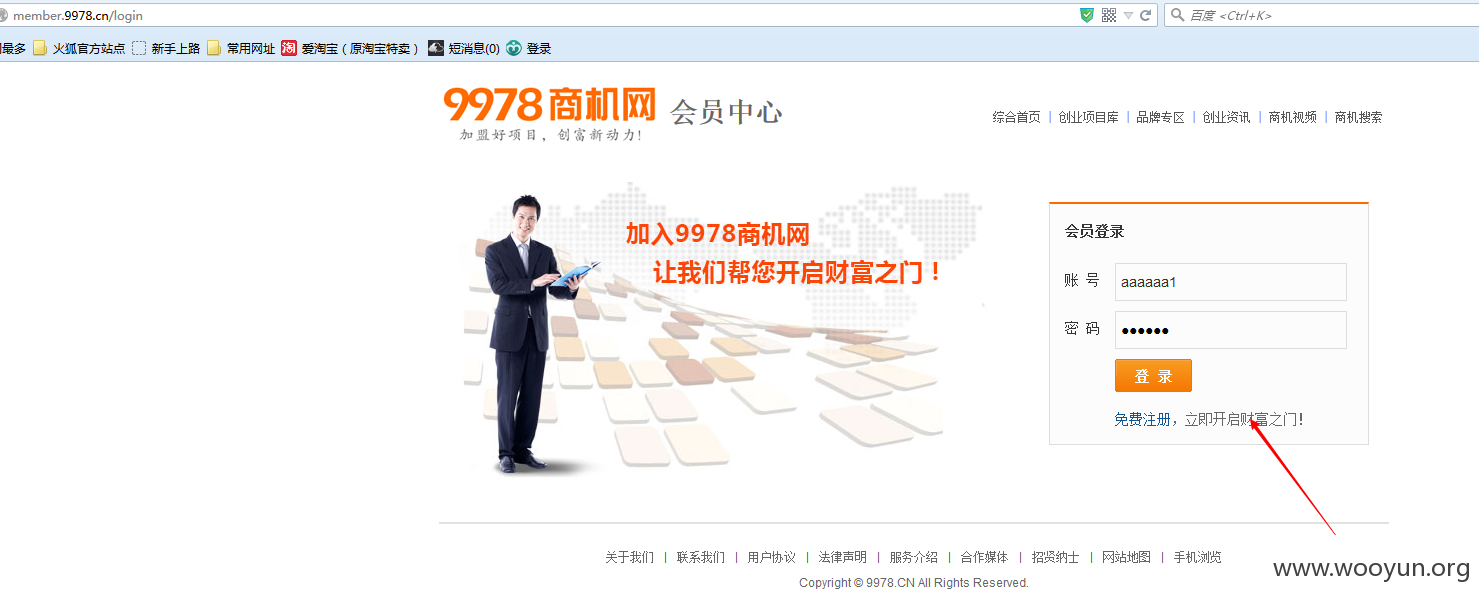 member.9978.cn/login
百度 <Ctrl+K>
最多 火狐官方站点 新手上路 常用网址 淘 爱淘宝（原淘宝特卖） 短消息(0) 登录
9978商机网 会员中心
加盟好项目，创富新动力!
综合首页 | 创业项目库 | 品牌专区 | 创业资讯 | 商机视频 | 商机搜索
加入9978商机网
让我们帮您开启财富之门！
会员登录
账 号 aaaaaa1
密 码 ●●●●●●
登 录
免费注册，立即开启财富之门!
关于我们 | 联系我们 | 用户协议 | 法律声明 | 服务介绍 | 合作媒体 | 招贤纳士 | 网站地图 | 手机浏览
Copyright © 9978.CN All Rights Reserved.
www.wooyun.org